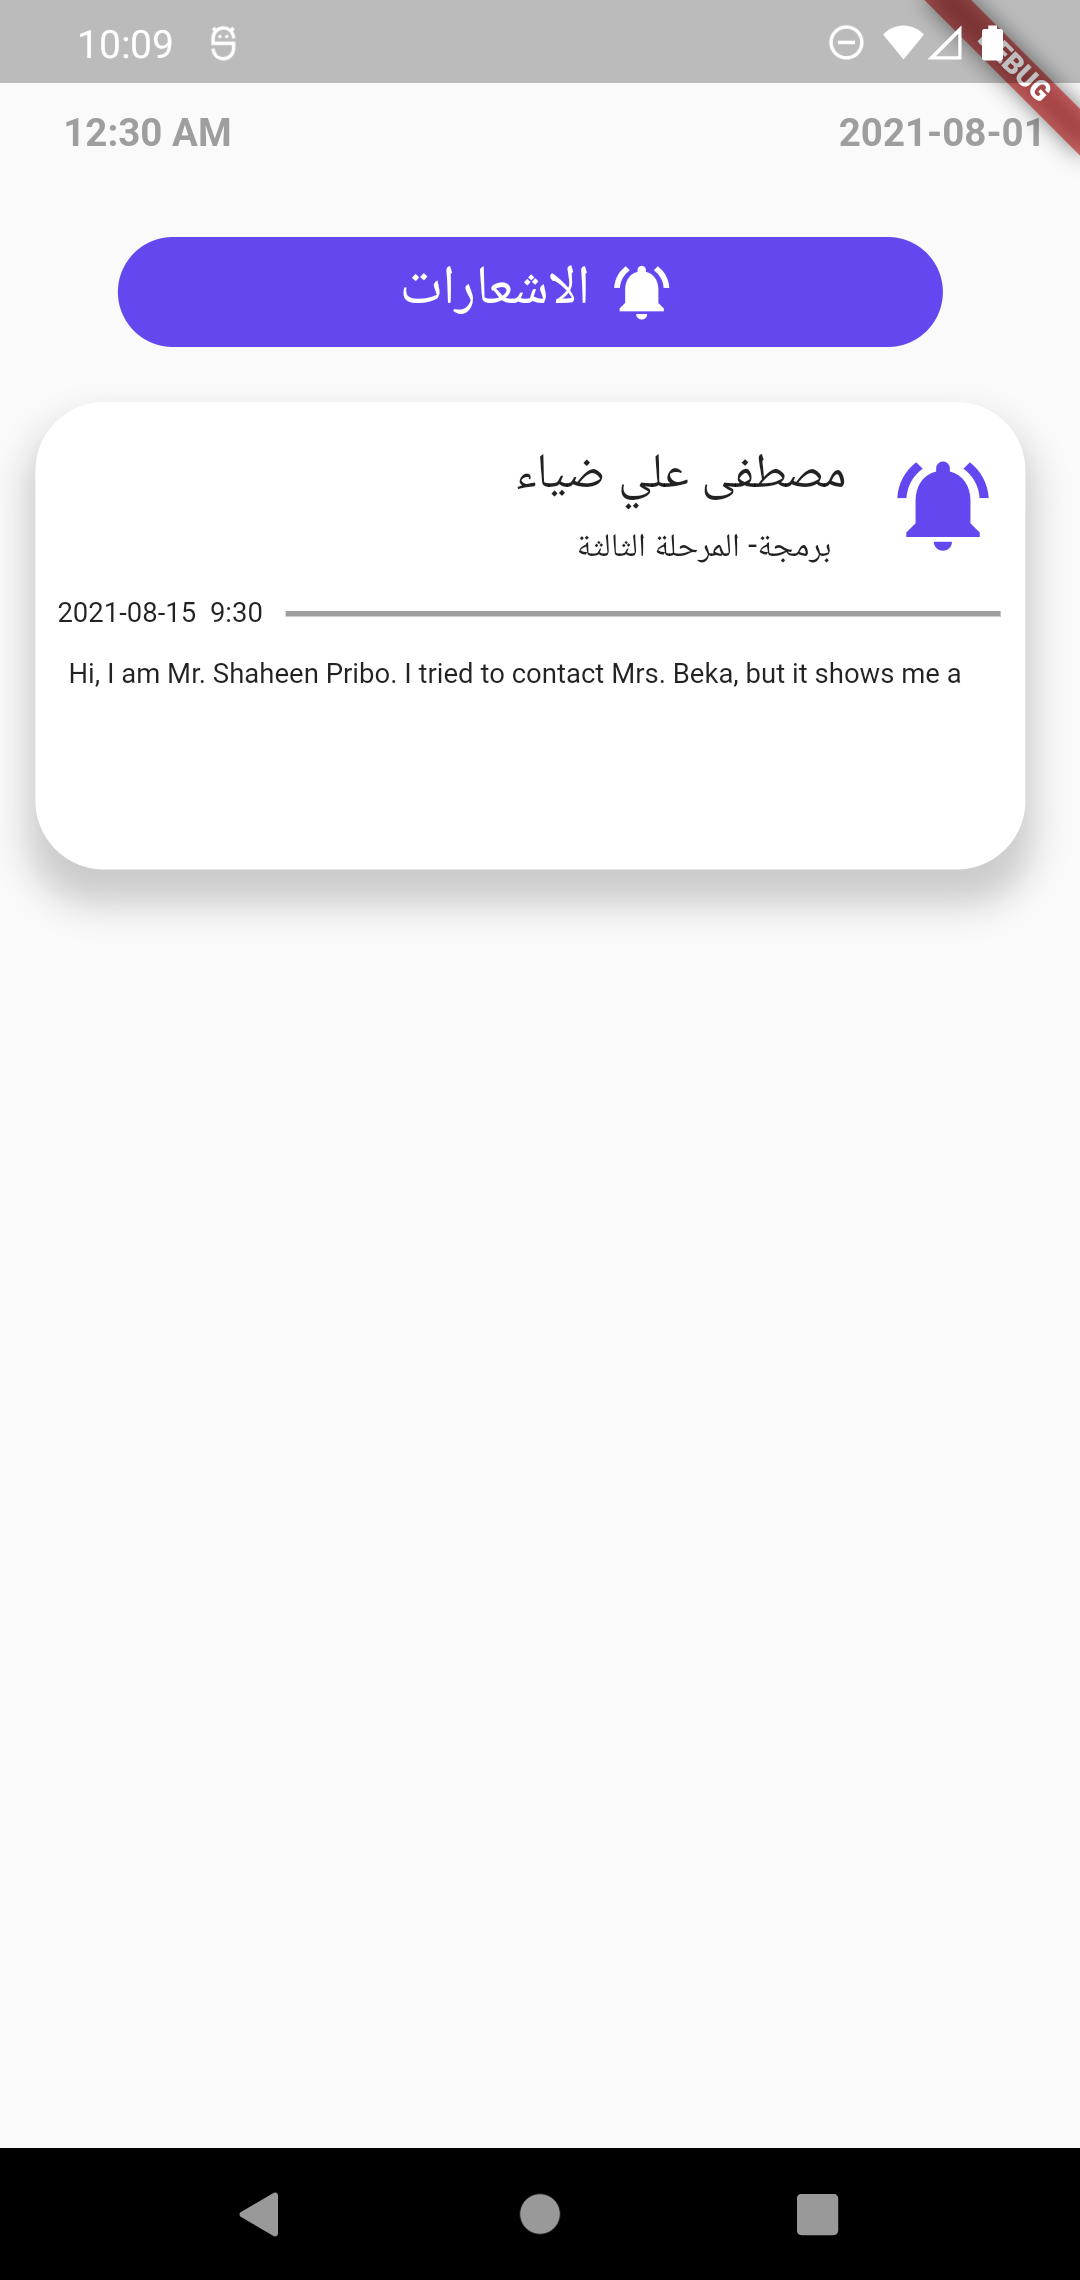 10:09
DEBUG
12:30 AM
2021-08-01
الاشعارات
مصطفى علي ضياء
برمجة- المرحلة الثالثة
2021-08-15 9:30
Hi, I am Mr. Shaheen Pribo. I tried to contact Mrs. Beka, but it shows me a